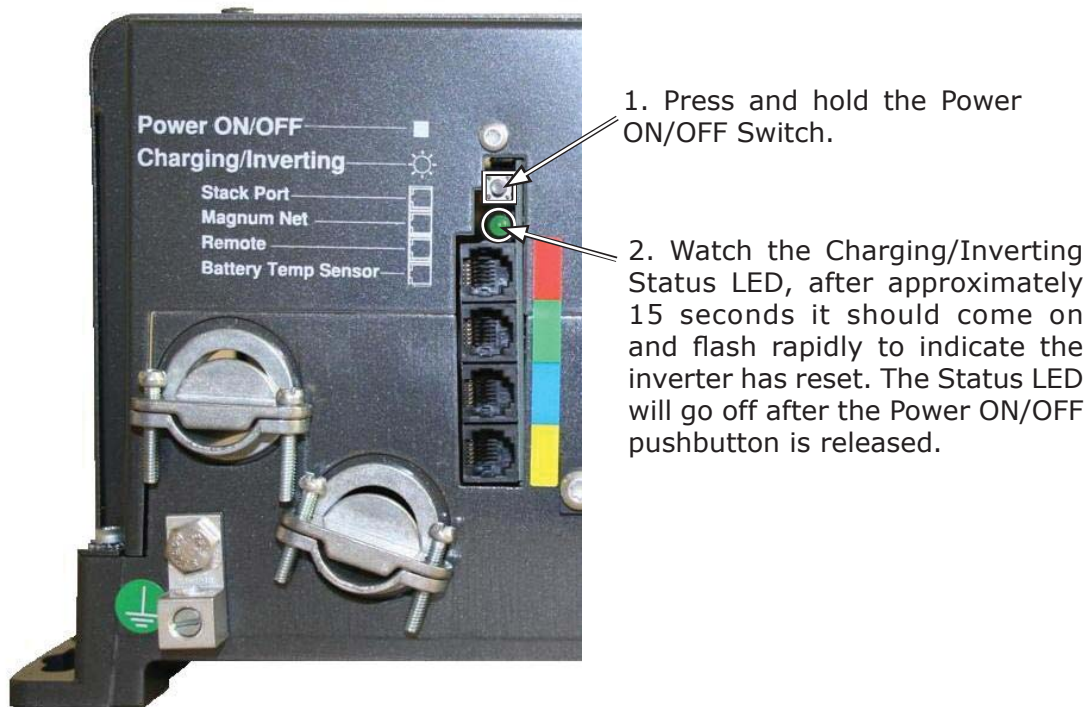 Power ON/OFF
Charging/Inverting
Stack Port
Magnum Net
Remote
Battery Temp Sensor
1. Press and hold the Power
ON/OFF Switch.
2. Watch the Charging/Inverting
Status LED, after approximately
15 seconds it should come on
and flash rapidly to indicate the
inverter has reset. The Status LED
will go off after the Power ON/OFF
pushbutton is released.